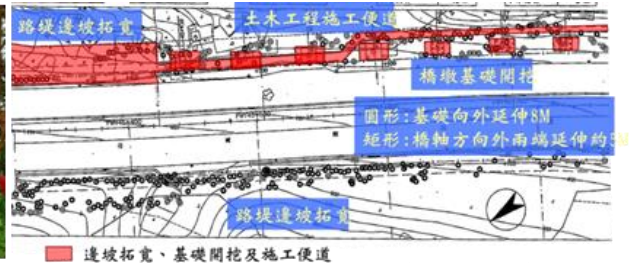 路堤邊坡拓寬
土木工程施工便道
橋墩基礎開挖
圓形:基礎向外延伸8M
矩形:橋軸方向外兩端延伸約5M
路堤邊坡拓寬
邊坡拓寬、基礎開挖及施工便道